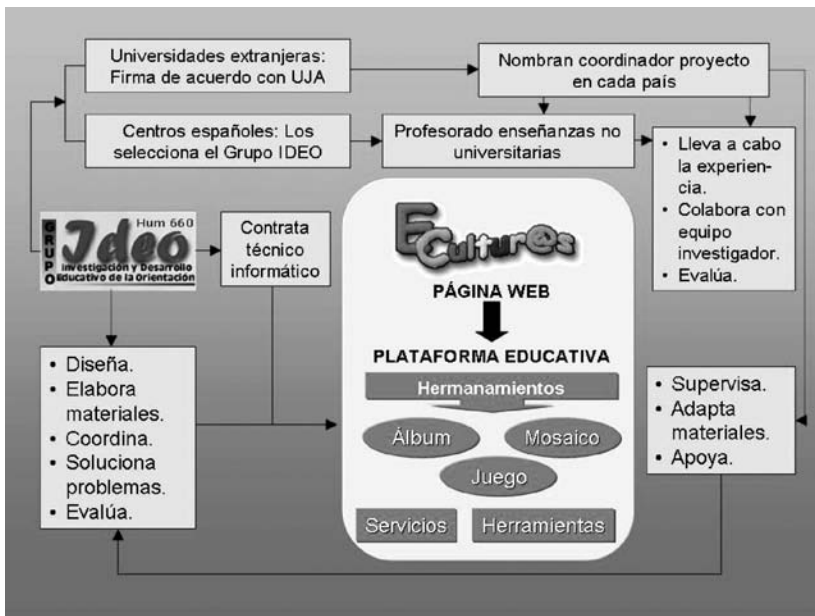 Universidades extranjeras:
Firma de acuerdo con UJA
Nombran coordinador proyecto
en cada país
Centros españoles: Los
selecciona el Grupo IDEO
Profesorado enseñanzas no
universitarias
• Lleva a cabo
la experien-
cia.
• Colabora con
equipo
investigador.
• Evalúa.
GRUPO
Hum 660
Ideo
Investigación y Desarrollo
Educativo de la Orientación
Contrata
técnico
informático
ECultur@s
PÁGINA WEB
PLATAFORMA EDUCATIVA
Hermanamientos
Álbum
Mosaico
Juego
Servicios
Herramientas
• Diseña.
• Elabora
materiales.
• Coordina.
• Soluciona
problemas.
• Evalúa.
• Supervisa.
• Adapta
materiales.
• Apoya.